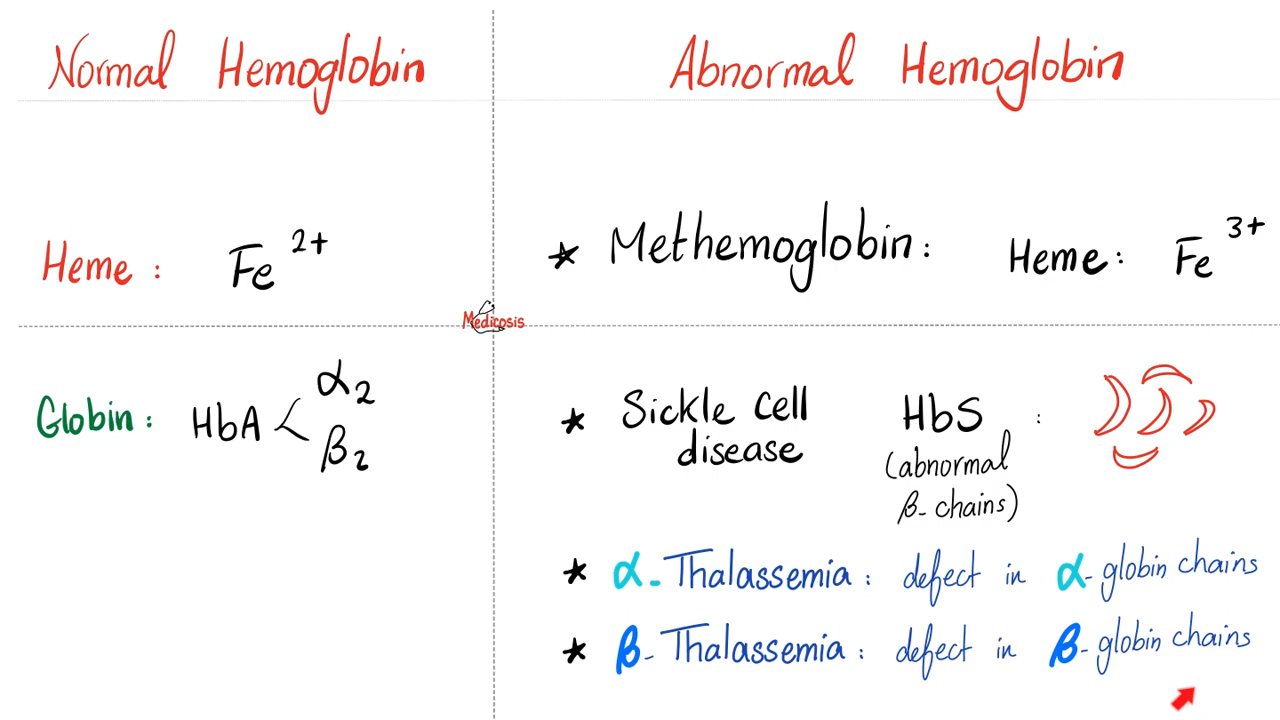 Normal Hemoglobin
Abnormal Hemoglobin
Heme : Fe 2+
★ Methemoglobin : Heme : Fe 3+
Medicosis
Globin : HbA < α2 β2
★ Sickle Cell disease HbS :
(abnormal
β- chains)
★ α- Thalassemia : defect in α- globin chains
★ β- Thalassemia : defect in β- globin chains